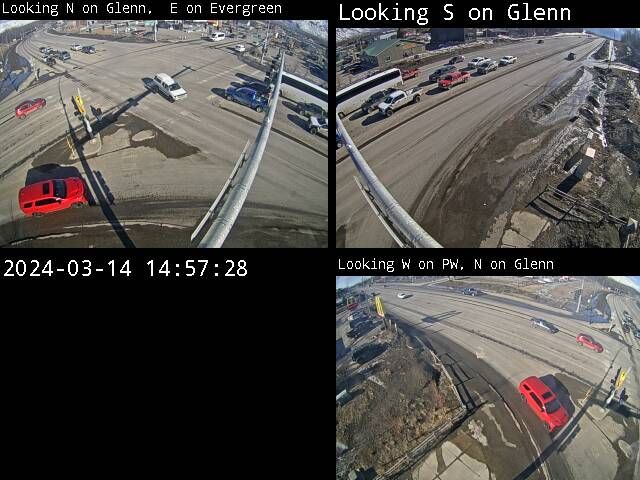 Looking N on Glenn,  E on Evergreen
Looking S on Glenn
2024-03-14 14:57:28
Looking W on PW, N on Glenn